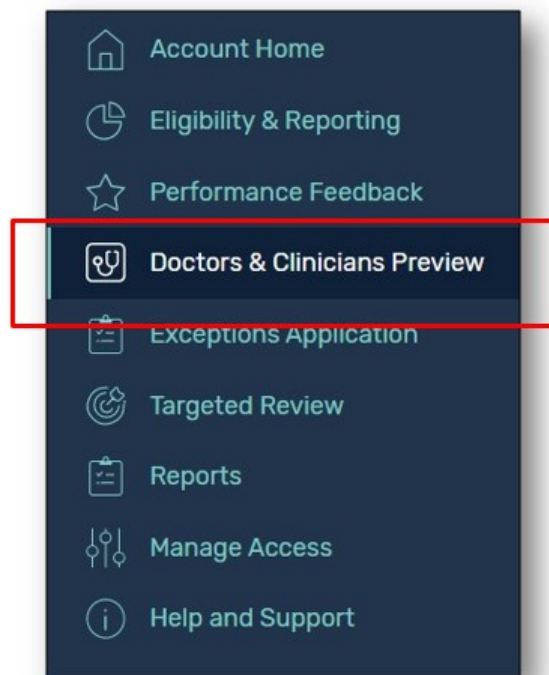 Account Home
Eligibility & Reporting
Performance Feedback
Doctors & Clinicians Preview
Exceptions Application
Targeted Review
Reports
Manage Access
Help and Support